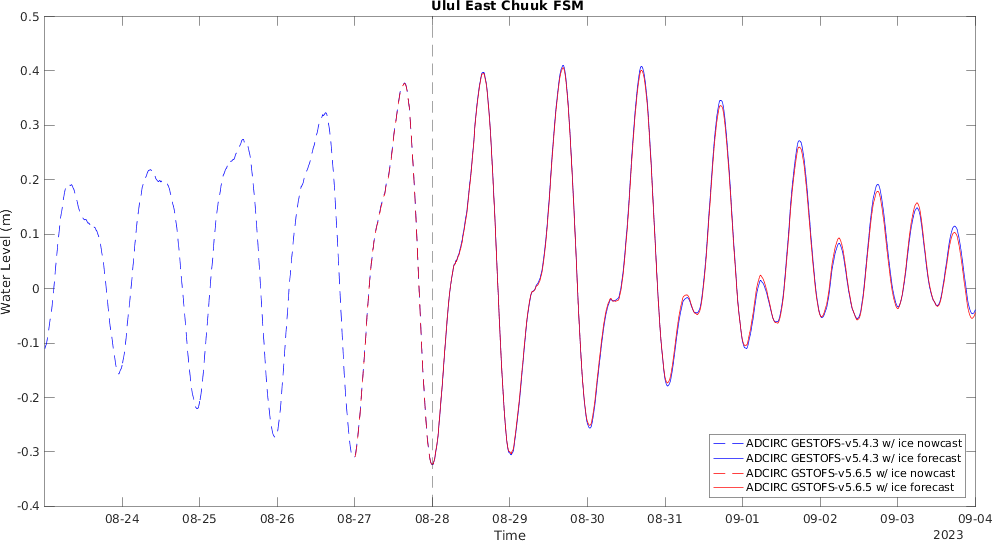 Ulul East Chuuk FSM
0.5
0.4
0.3
0.2
0.1
0
-0.1
-0.2
-0.3
-0.4
Water Level (m)
ADCIRC GESTOFS-v5.4.3 w/ ice nowcast
ADCIRC GESTOFS-v5.4.3 w/ ice forecast
ADCIRC GSTOFS-v5.6.5 w/ ice nowcast
ADCIRC GSTOFS-v5.6.5 w/ ice forecast
08-24 08-25 08-26 08-27 08-28 08-29 08-30 08-31 09-01 09-02 09-03 09-04
Time
2023